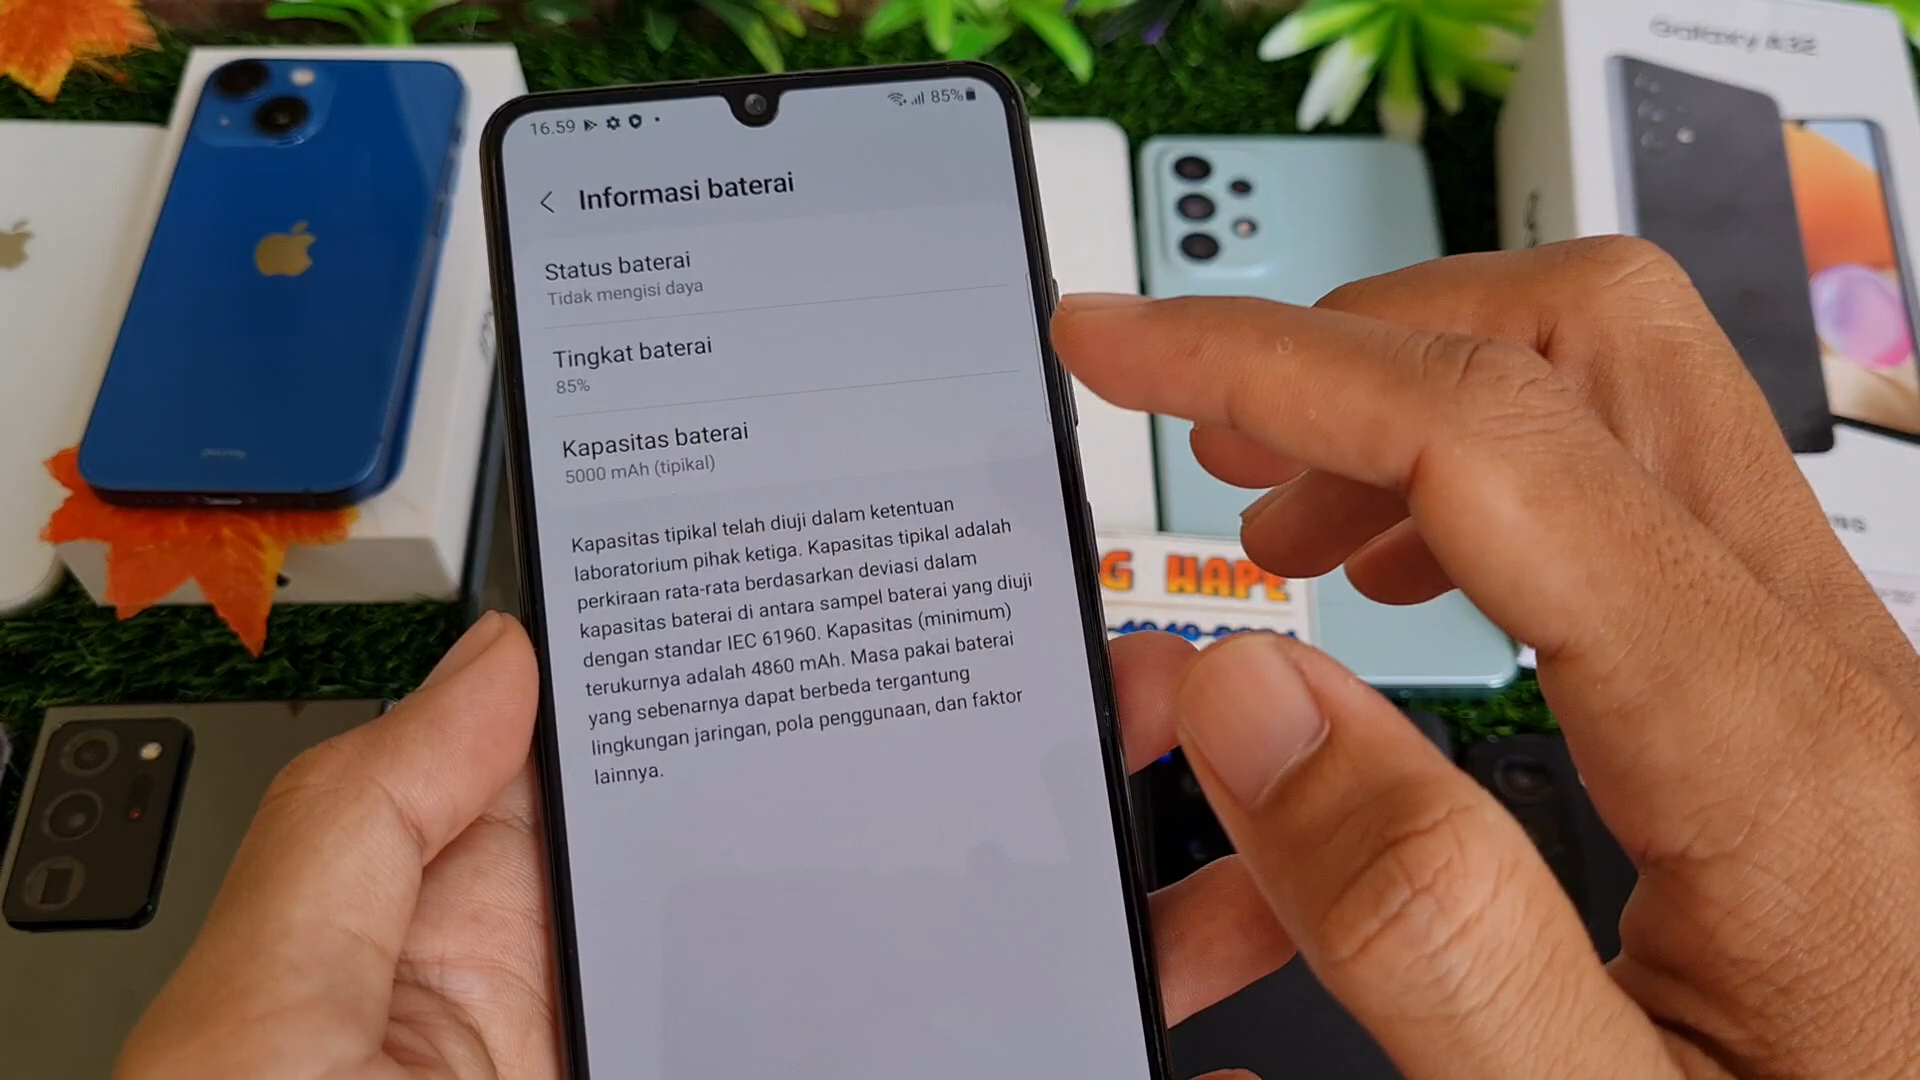 Galaxy A32
16.59
85%
Informasi baterai
Status baterai
Tidak mengisi daya
Tingkat baterai
85%
Kapasitas baterai
5000 mAh (tipikal)
Kapasitas tipikal telah diuji dalam ketentuan
laboratorium pihak ketiga. Kapasitas tipikal adalah
perkiraan rata-rata berdasarkan deviasi dalam
kapasitas baterai di antara sampel baterai yang diuji
dengan standar IEC 61960. Kapasitas (minimum)
terukurnya adalah 4860 mAh. Masa pakai baterai
yang sebenarnya dapat berbeda tergantung
lingkungan jaringan, pola penggunaan, dan faktor
lainnya.
G HAPE